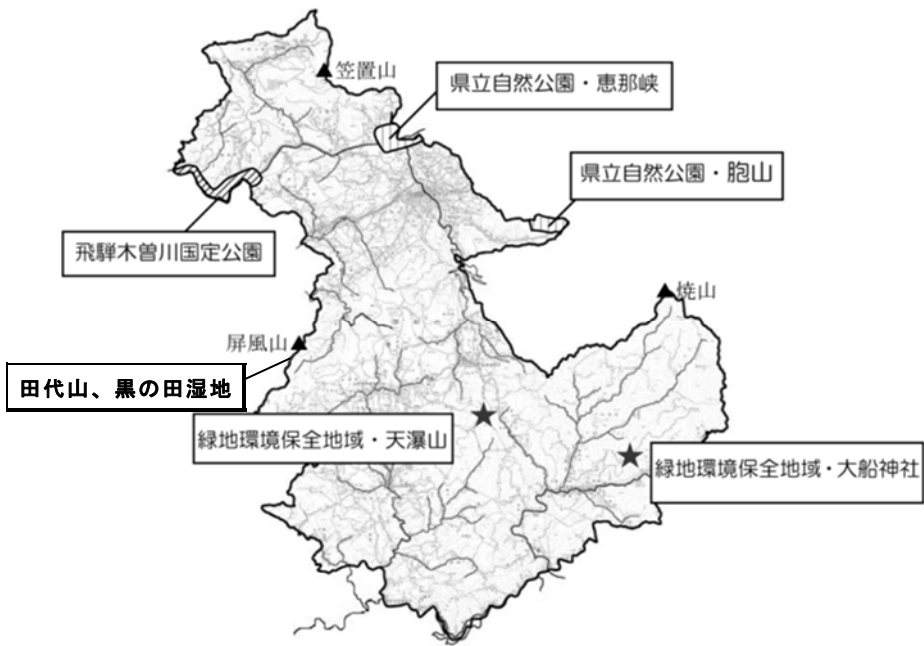 笠置山
県立自然公園・恵那峡
県立自然公園・胞山
飛騨木曽川国定公園
焼山
屏風山
田代山、黒の田湿地
緑地環境保全地域・天瀑山
緑地環境保全地域・大船神社